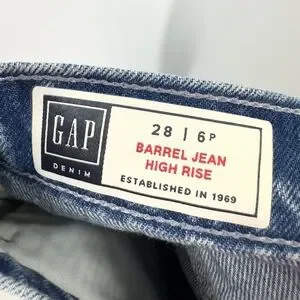 GAP
DENIM
28 | 6P
BARREL JEAN
HIGH RISE
ESTABLISHED IN 1969